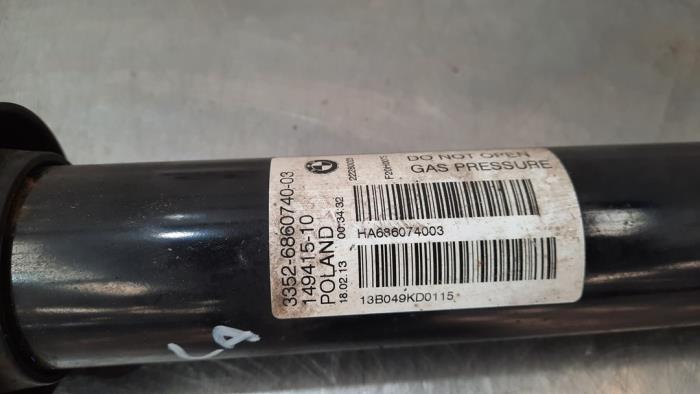 3352-6860740-03
149415-10
POLAND
18.02.13 00:34:32
DO NOT OPEN
GAS PRESSURE
HA686074003
13B049KD0115